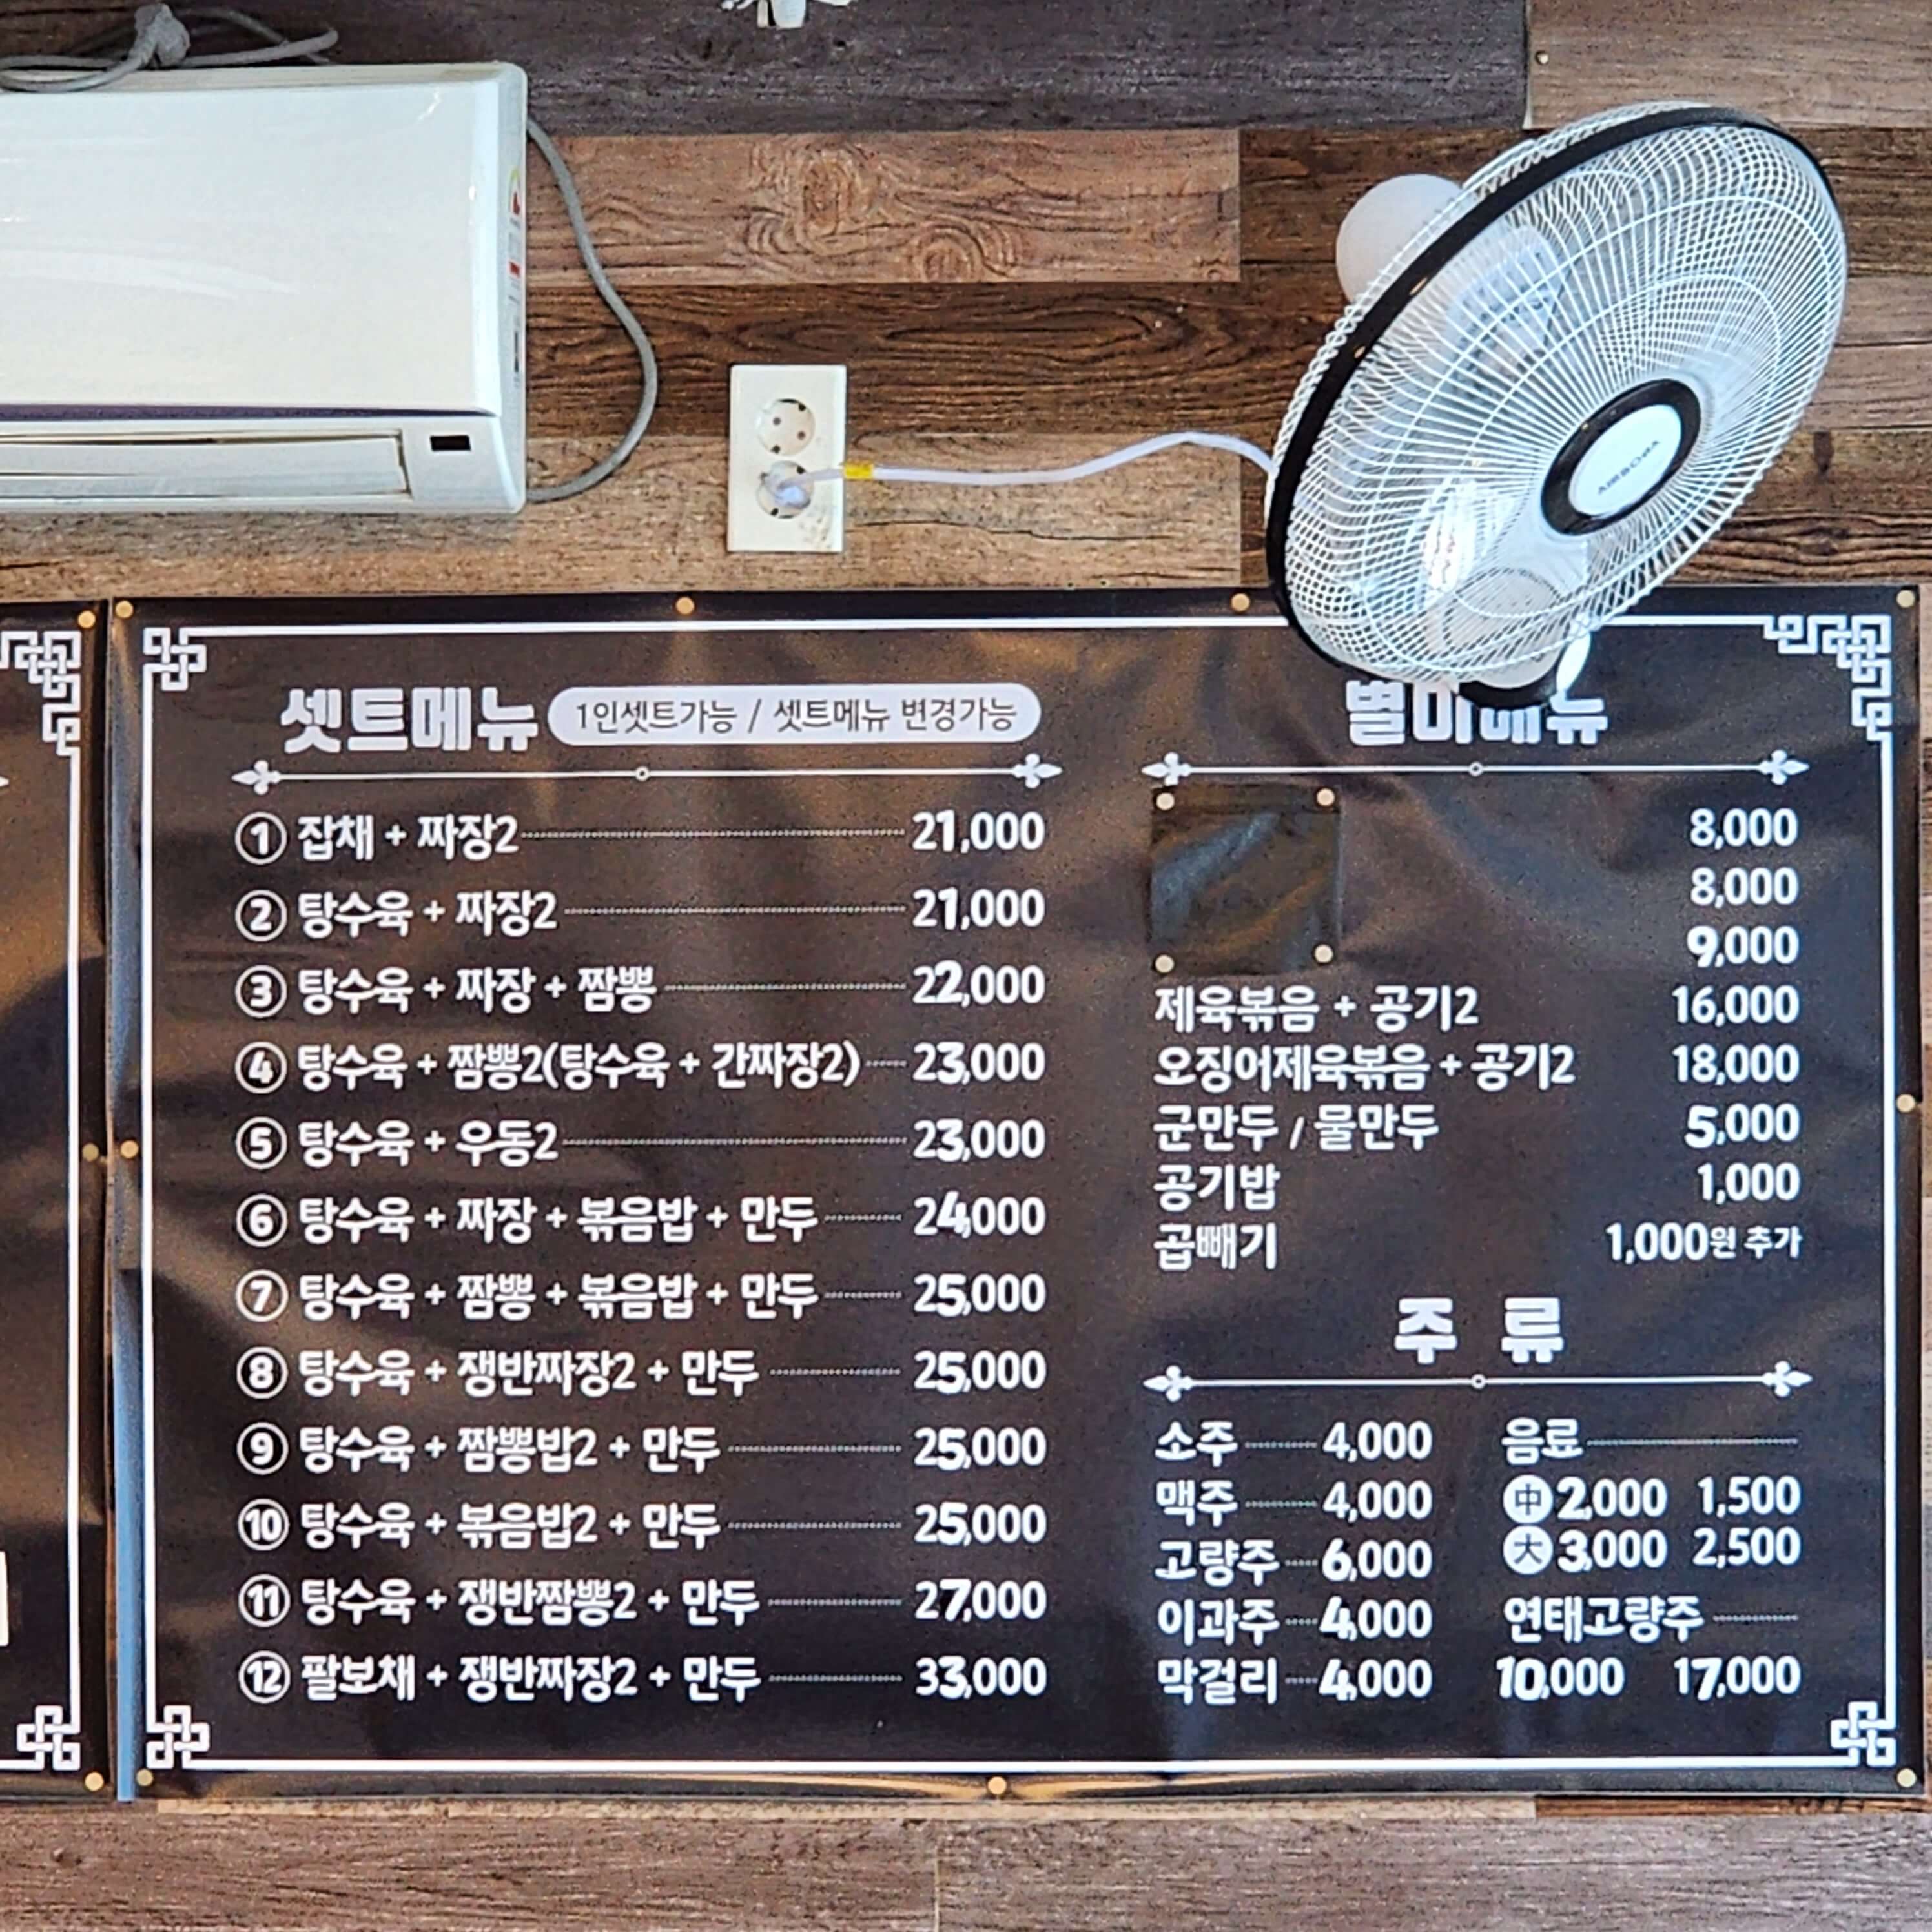 셋트메뉴 1인셋트가능 / 셋트메뉴 변경가능
① 잡채 + 짜장2 21,000
② 탕수육 + 짜장2 21,000
③ 탕수육 + 짜장 + 짬뽕 22,000
④ 탕수육 + 짬뽕2(탕수육 + 간짜장2) 23,000
⑤ 탕수육 + 우동2 23,000
⑥ 탕수육 + 짜장 + 볶음밥 + 만두 24,000
⑦ 탕수육 + 짬뽕 + 볶음밥 + 만두 25,000
⑧ 탕수육 + 쟁반짜장2 + 만두 25,000
⑨ 탕수육 + 짬뽕밥2 + 만두 25,000
⑩ 탕수육 + 볶음밥2 + 만두 25,000
⑪ 탕수육 + 쟁반짬뽕2 + 만두 27,000
⑫ 팔보채 + 쟁반짜장2 + 만두 33,000
별미메뉴
8,000
8,000
9,000
제육볶음 + 공기2 16,000
오징어제육볶음 + 공기2 18,000
군만두 / 물만두 5,000
공기밥 1,000
곱빼기 1,000원 추가
주 류
소주 4,000
맥주 4,000
고량주 6,000
이과주 4,000
막걸리 4,000
음료
中 2,000 1,500
大 3,000 2,500
연태고량주
10,000 17,000